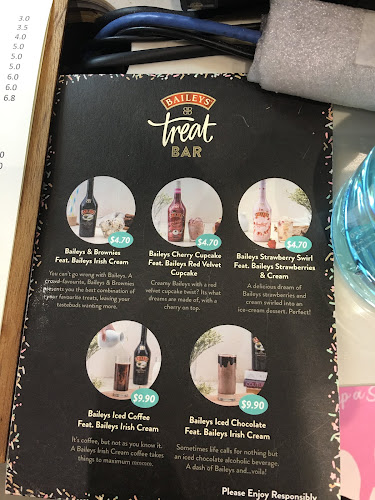 3.0
3.5
4.0
5.0
5.0
5.0
6.0
6.0
6.8
BAILEYS
treat
BAR
$4.70
$4.70
$4.70
Baileys & Brownies
Feat. Baileys Irish Cream
You can't go wrong with Baileys. A
crowd-favourite, Baileys & Brownies
presents you the best combination of
your favourite treats, leaving your
tastebuds wanting more.
Baileys Cherry Cupcake
Feat. Baileys Red Velvet
Cupcake
Creamy Baileys with a red
velvet cupcake twist? Its what
dreams are made of, with a
cherry on top.
Baileys Strawberry Swirl
Feat. Baileys Strawberries
& Cream
A delicious dream of
Baileys strawberries and
cream swirled into an
ice-cream dessert. Perfect!
$9.90
$9.90
Baileys Iced Coffee
Feat. Baileys Irish Cream
It's coffee, but not as you know it.
A Baileys Irish Cream coffee takes
things to maximum mmmm.
Baileys Iced Chocolate
Feat. Baileys Irish Cream
Sometimes life calls for nothing but
an iced chocolate alcoholic beverage.
A dash of Baileys and...voila!
Please Enjoy Responsibly